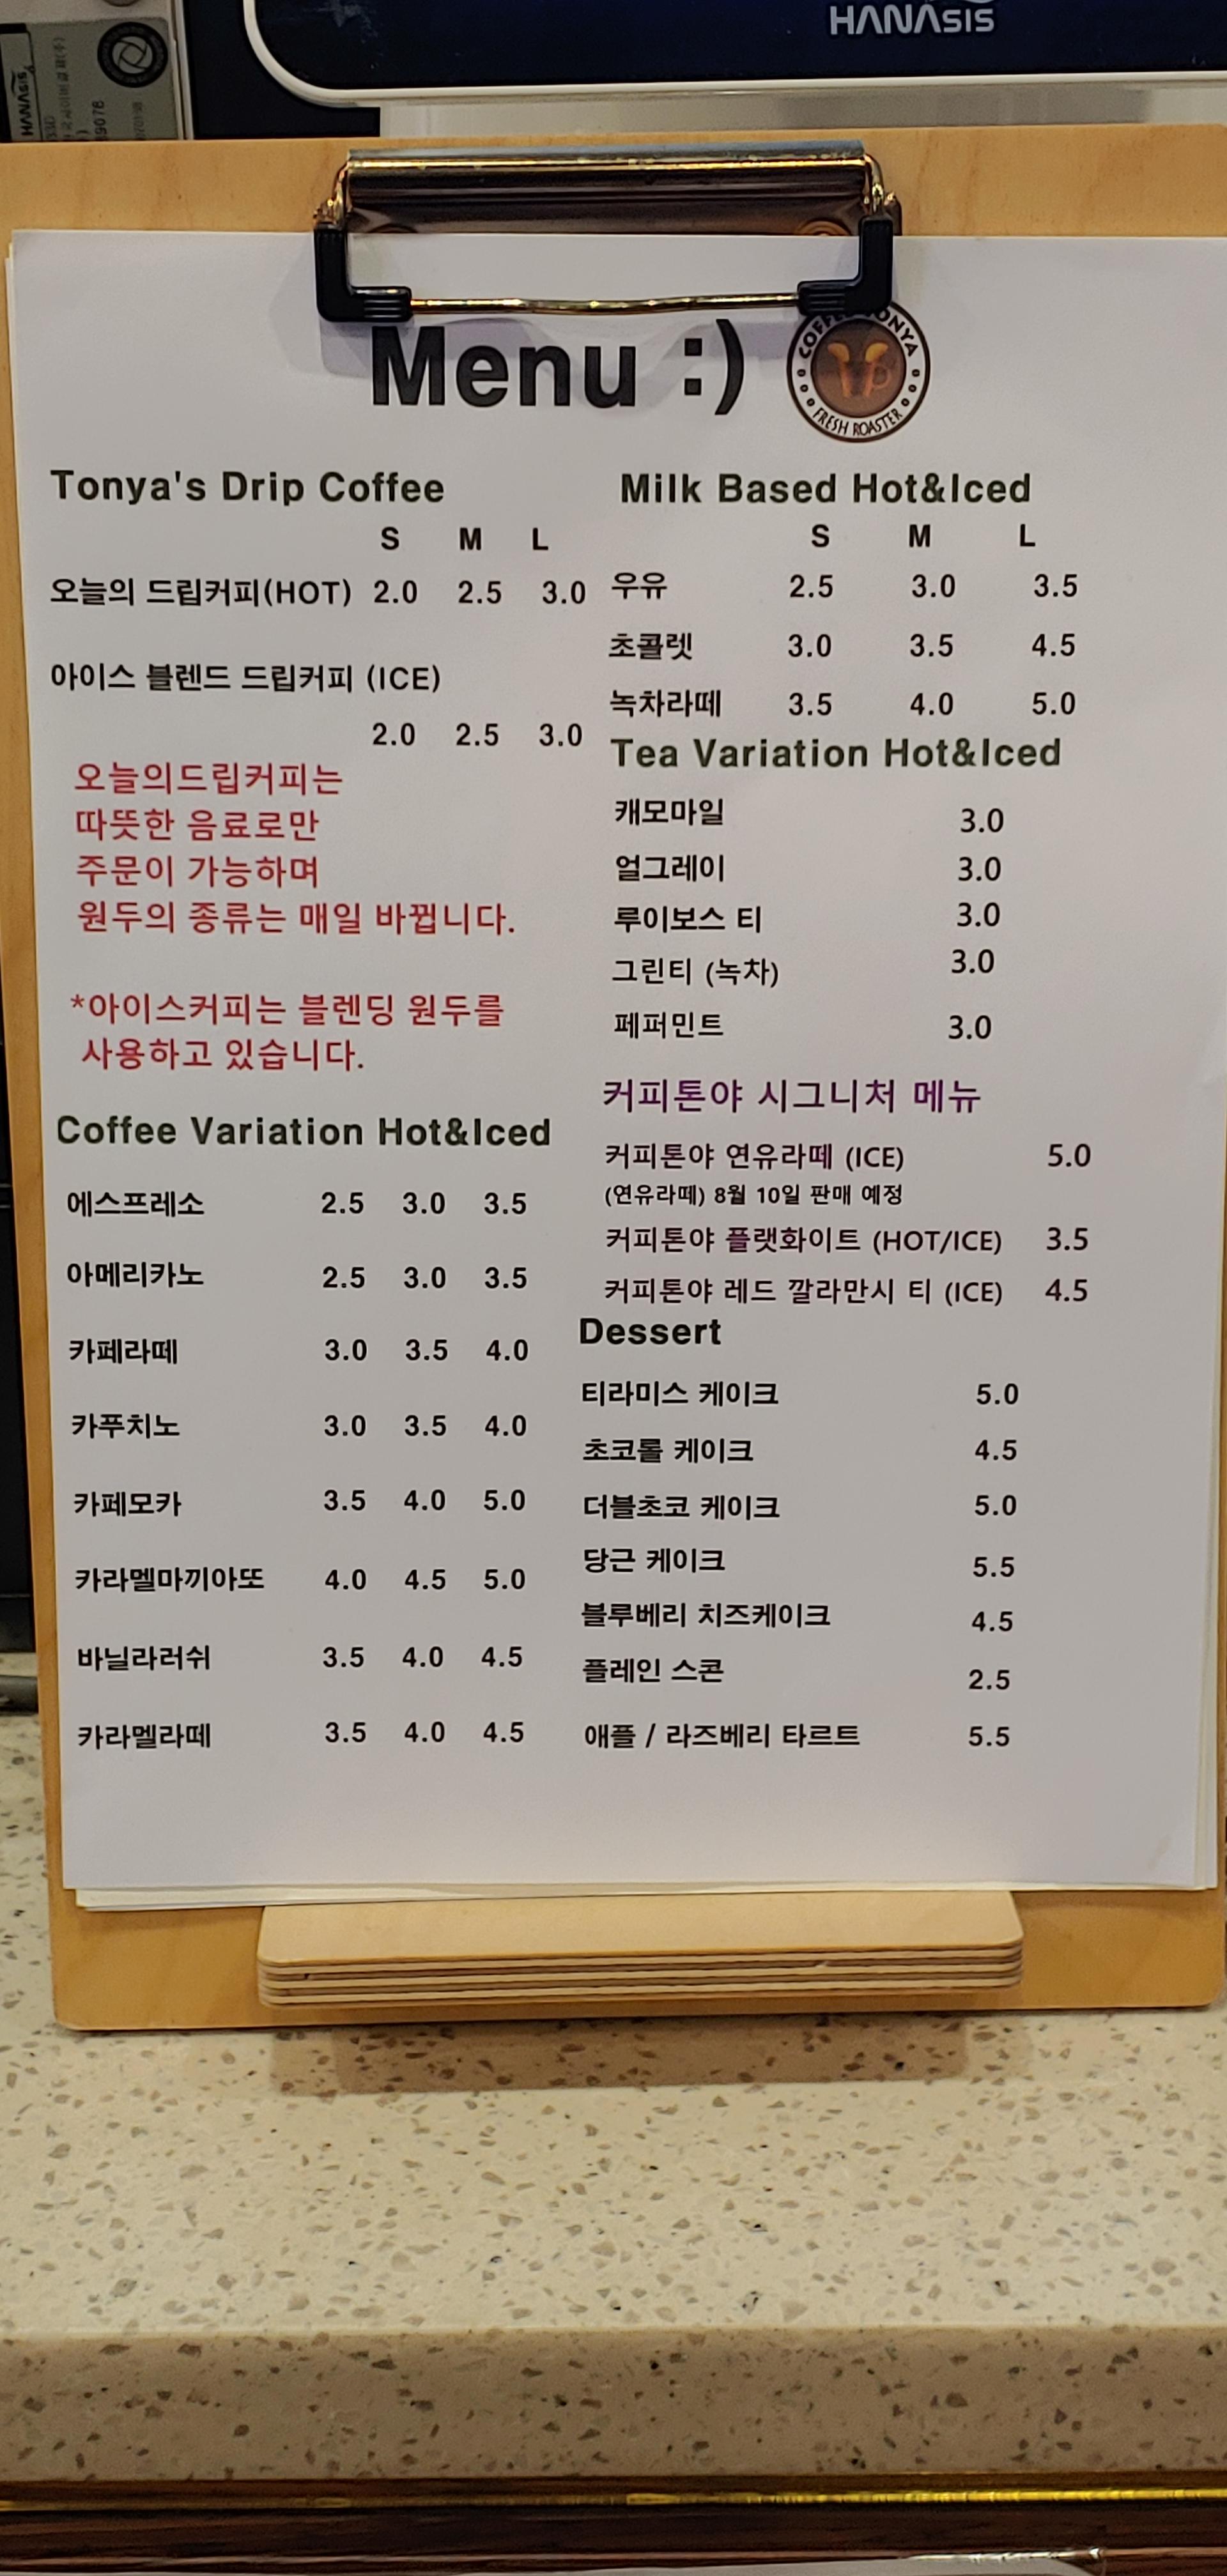 HANAsis
Menu :)
COFFEE TONYA
FRESH ROASTER
Tonya's Drip Coffee
S M L
오늘의 드립커피(HOT) 2.0 2.5 3.0
아이스 블렌드 드립커피 (ICE)
2.0 2.5 3.0
오늘의드립커피는
따뜻한 음료로만
주문이 가능하며
원두의 종류는 매일 바뀝니다.
*아이스커피는 블렌딩 원두를
사용하고 있습니다.
Coffee Variation Hot&Iced
에스프레소 2.5 3.0 3.5
아메리카노 2.5 3.0 3.5
카페라떼 3.0 3.5 4.0
카푸치노 3.0 3.5 4.0
카페모카 3.5 4.0 5.0
카라멜마끼아또 4.0 4.5 5.0
바닐라러쉬 3.5 4.0 4.5
카라멜라떼 3.5 4.0 4.5
Milk Based Hot&Iced
S M L
우유 2.5 3.0 3.5
초콜렛 3.0 3.5 4.5
녹차라떼 3.5 4.0 5.0
Tea Variation Hot&Iced
캐모마일 3.0
얼그레이 3.0
루이보스 티 3.0
그린티 (녹차) 3.0
페퍼민트 3.0
커피톤야 시그니처 메뉴
커피톤야 연유라떼 (ICE) 5.0
(연유라떼) 8월 10일 판매 예정
커피톤야 플랫화이트 (HOT/ICE) 3.5
커피톤야 레드 깔라만시 티 (ICE) 4.5
Dessert
티라미스 케이크 5.0
초코롤 케이크 4.5
더블초코 케이크 5.0
당근 케이크 5.5
블루베리 치즈케이크 4.5
플레인 스콘 2.5
애플 / 라즈베리 타르트 5.5